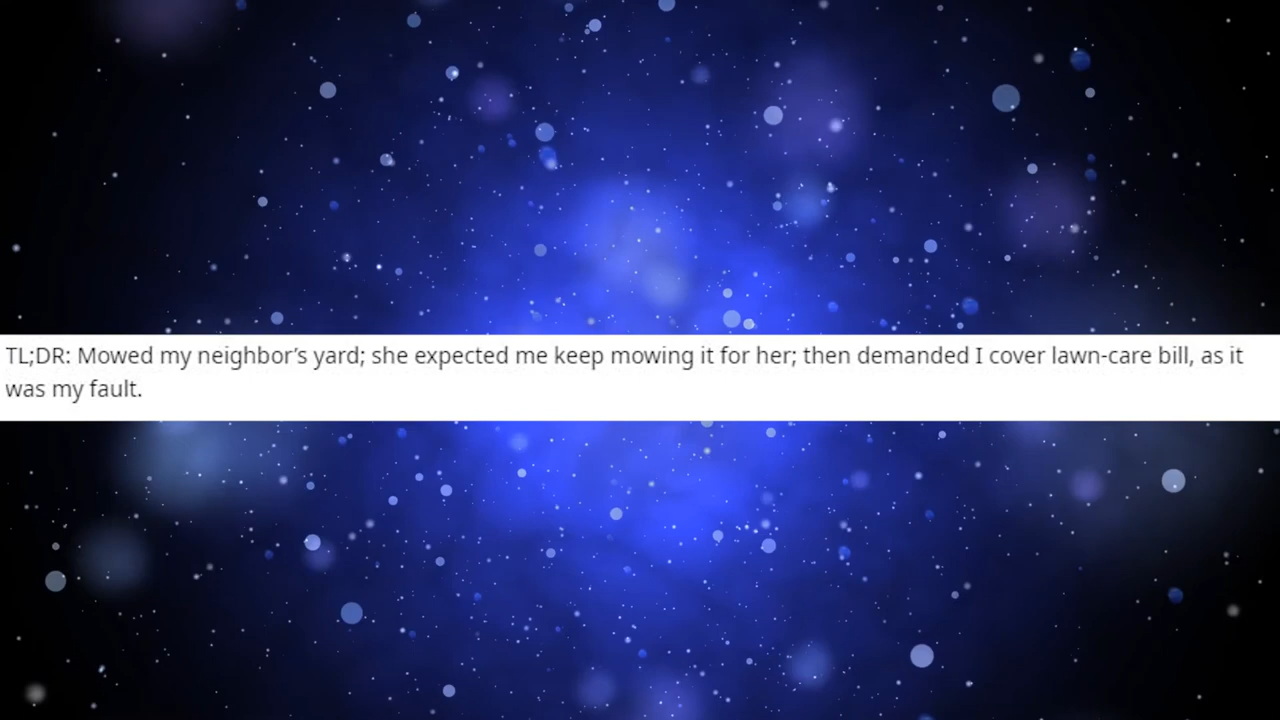 TL;DR: Mowed my neighbor’s yard; she expected me keep mowing it for her; then demanded I cover lawn-care bill, as it
was my fault.